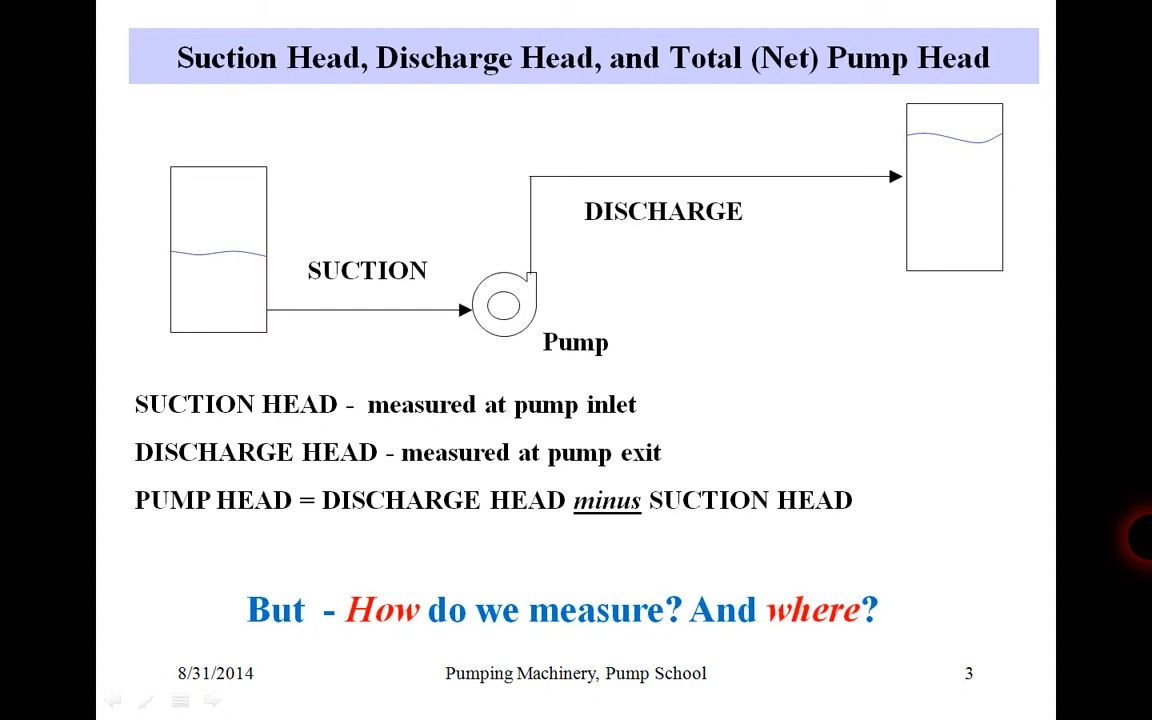 Suction Head, Discharge Head, and Total (Net) Pump Head
DISCHARGE
SUCTION
Pump
SUCTION HEAD - measured at pump inlet
DISCHARGE HEAD - measured at pump exit
PUMP HEAD = DISCHARGE HEAD minus SUCTION HEAD
But - How do we measure? And where?
8/31/2014 Pumping Machinery, Pump School 3